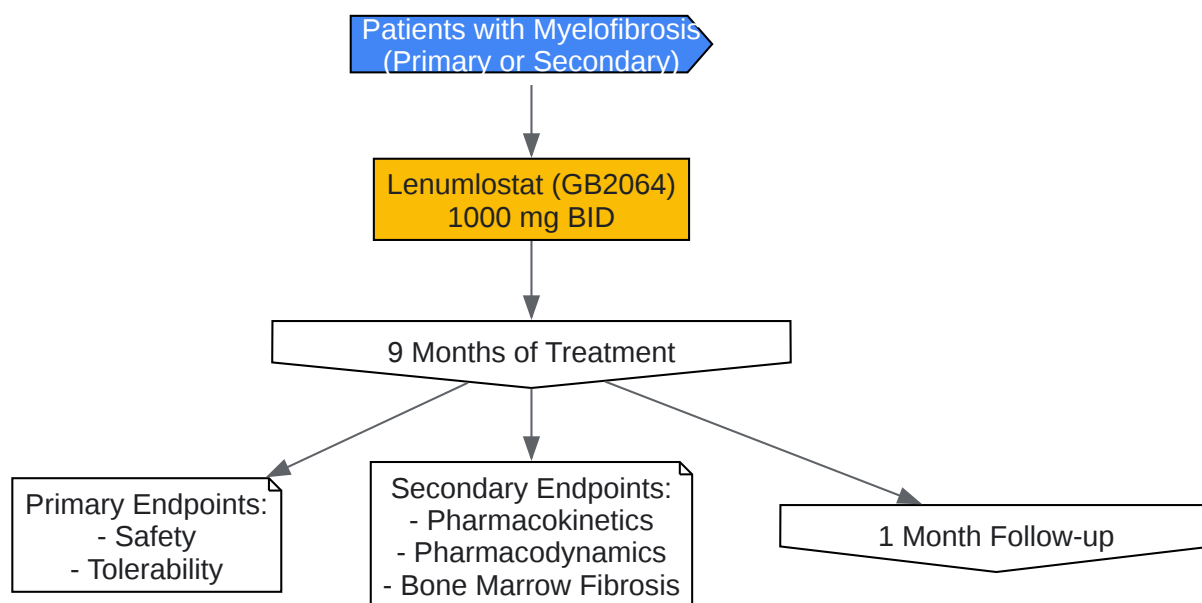 Patients with Myelofibrosis
(Primary or Secondary)
Lenumlostat (GB2064)
1000 mg BID
9 Months of Treatment
Primary Endpoints:
- Safety
- Tolerability
Secondary Endpoints:
- Pharmacokinetics
- Pharmacodynamics
- Bone Marrow Fibrosis
1 Month Follow-up